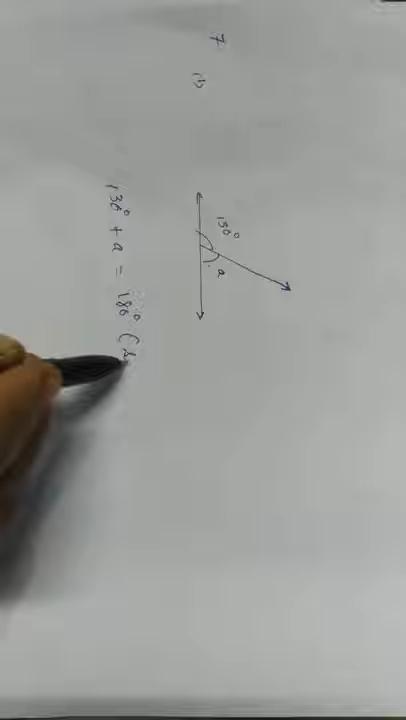 7
(i)
130°
a
130° + a = 180° (